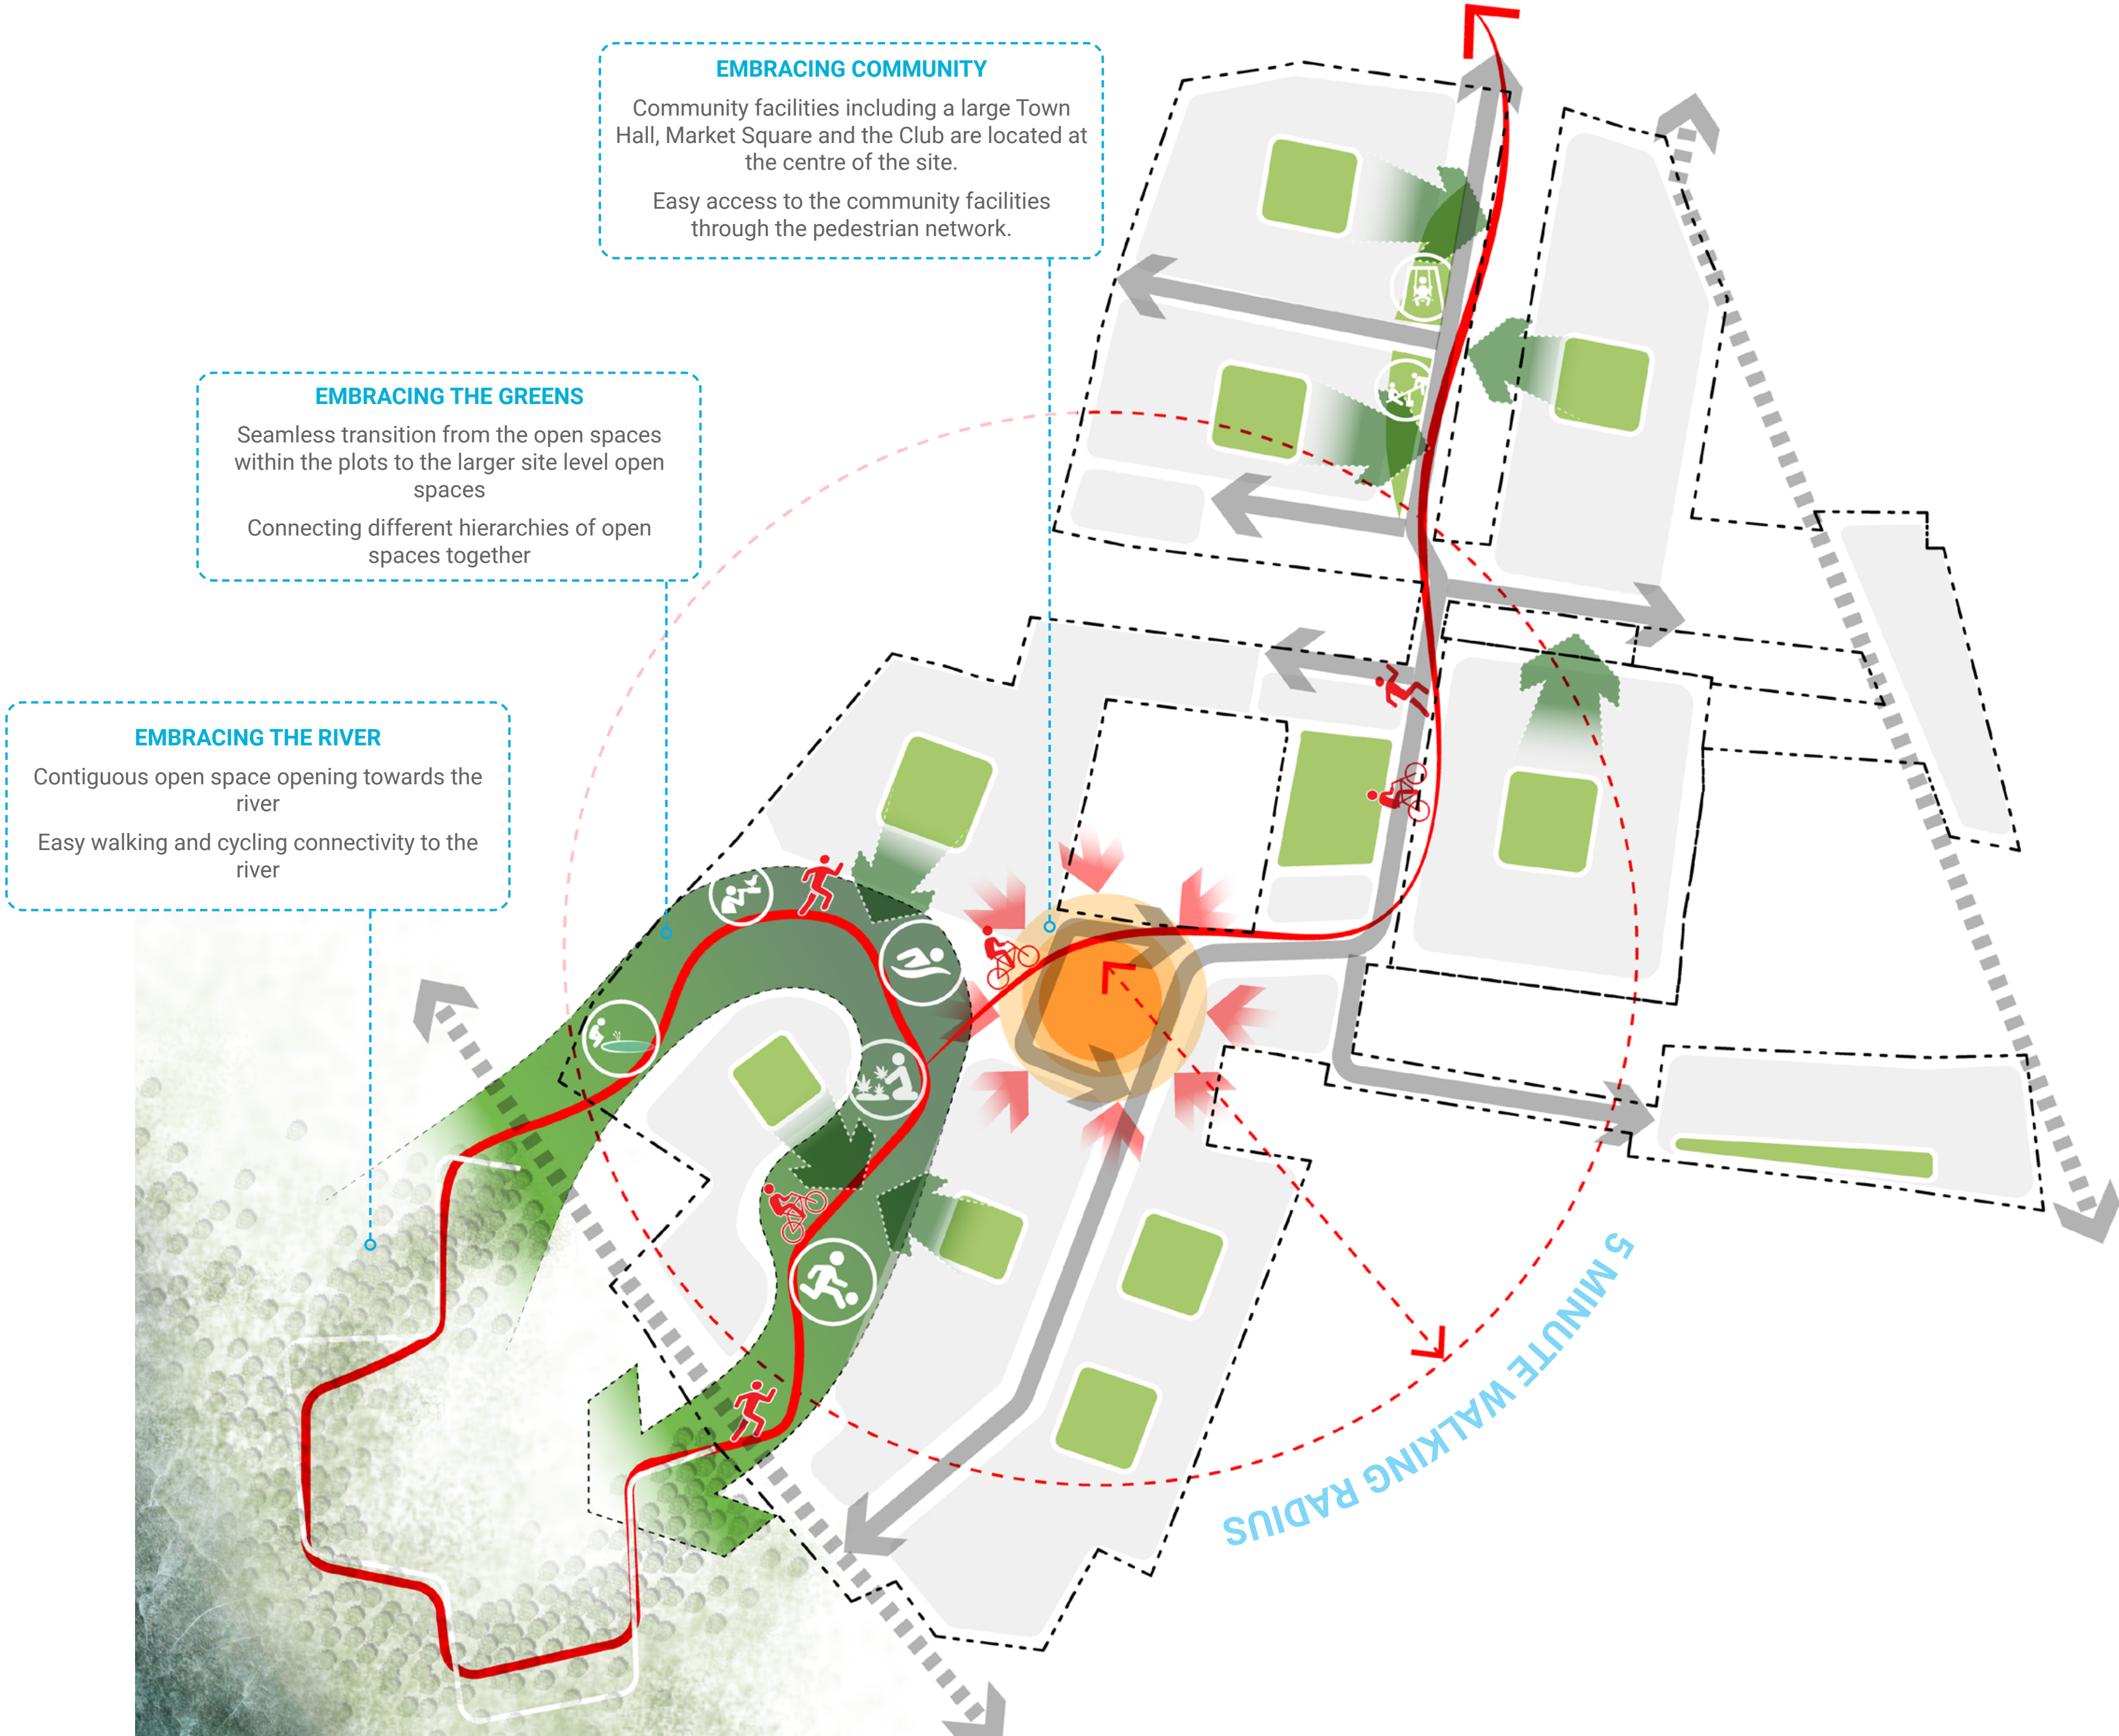 EMBRACING COMMUNITY
Community facilities including a large Town
Hall, Market Square and the Club are located at
the centre of the site.
Easy access to the community facilities
through the pedestrian network.
EMBRACING THE GREENS
Seamless transition from the open spaces
within the plots to the larger site level open
spaces
Connecting different hierarchies of open
spaces together
EMBRACING THE RIVER
Contiguous open space opening towards the
river
Easy walking and cycling connectivity to the
river
5 MINUTE WALKING RADIUS